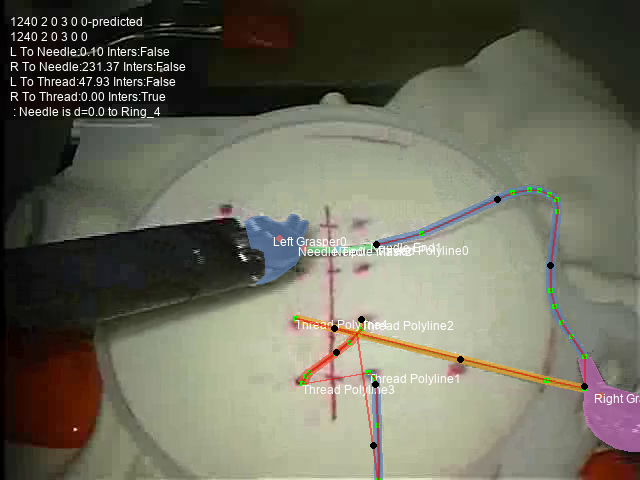 1240 2 0 3 0 0-predicted
1240 2 0 3 0 0
L To Needle:0.10 Inters:False
R To Needle:231.37 Inters:False
L To Thread:47.93 Inters:False
R To Thread:0.00 Inters:True
: Needle is d=0.0 to Ring_4
Left Grasper0
Thread Polyline2
Thread Polyline1
Thread Polyline3
Right Gr